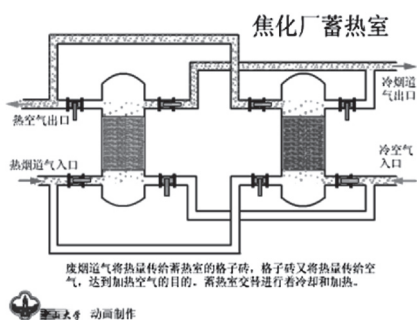 焦化厂蓄热室
冷烟道
气出口
热空气出口
热烟道气入口
冷空气
入口
废烟道气将热量传给蓄热室的格子砖，格子砖又将热量传给空
气，达到加热空气的目的。蓄热室交替进行着冷却和加热。
大学 动画制作